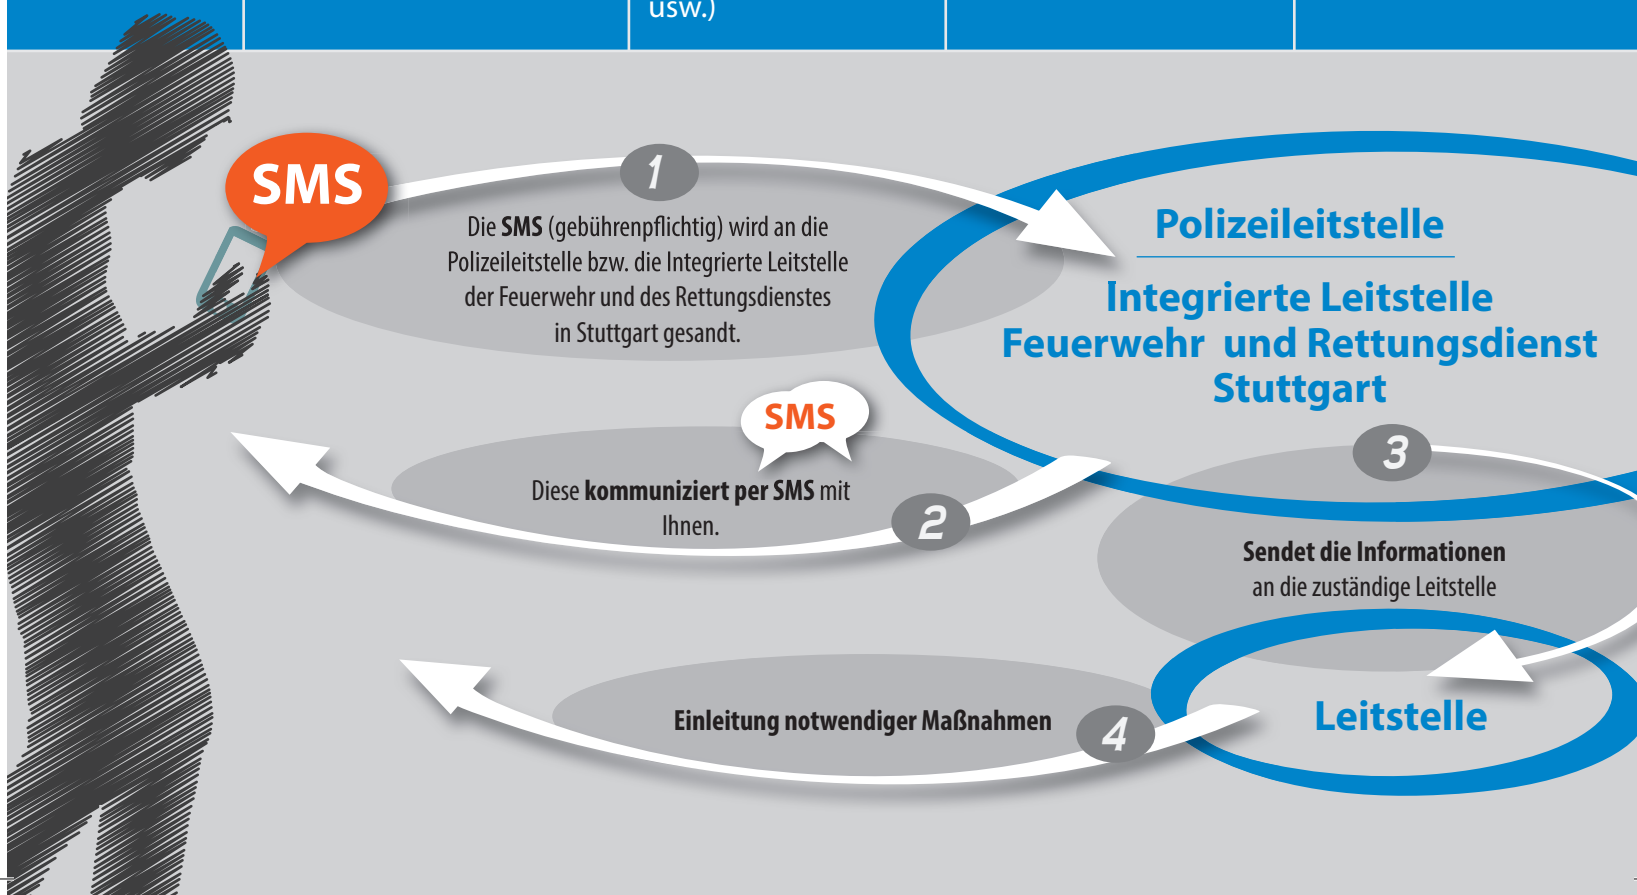 usw.)
SMS
1
Die SMS (gebührenpflichtig) wird an die
Polizeileitstelle bzw. die Integrierte Leitstelle
der Feuerwehr und des Rettungsdienstes
in Stuttgart gesandt.
Polizeileitstelle
Integrierte Leitstelle
Feuerwehr und Rettungsdienst
Stuttgart
SMS
Diese kommuniziert per SMS mit
Ihnen.
2
3
Sendet die Informationen
an die zuständige Leitstelle
Einleitung notwendiger Maßnahmen
4
Leitstelle